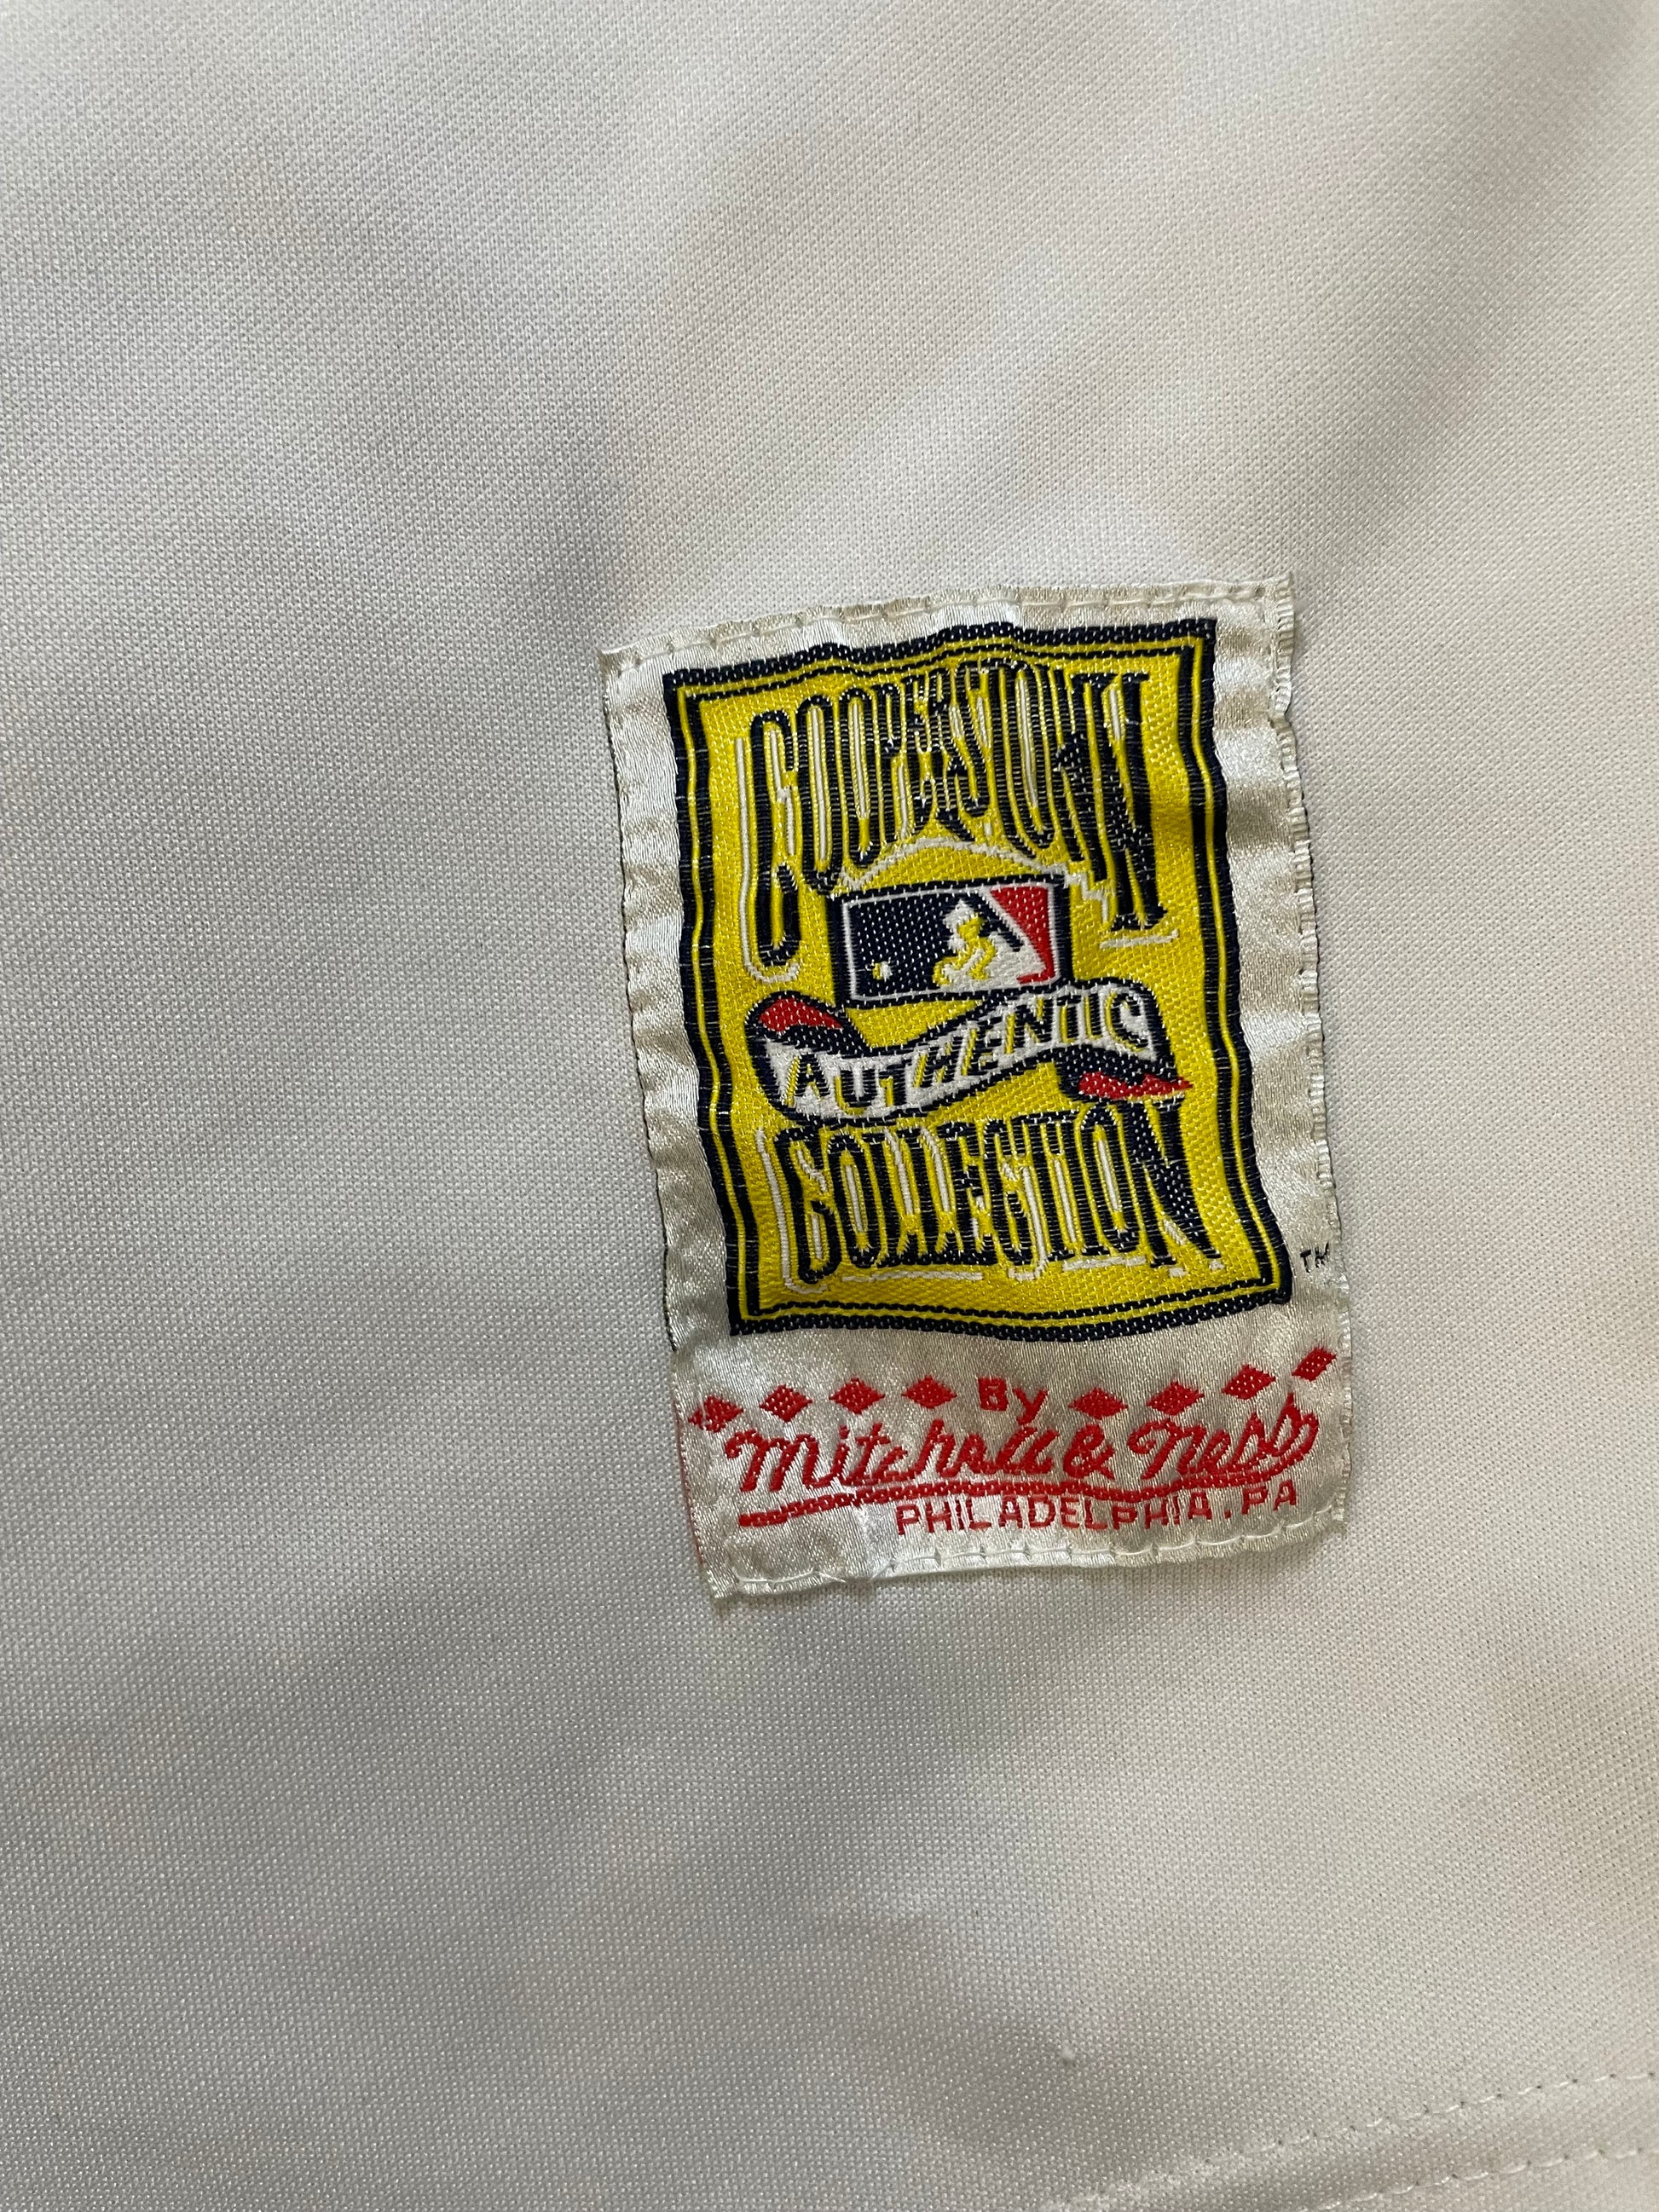 COOPERSTOWN
AUTHENTIC
COLLECTION
TM
By
Mitchell & Ness
PHILADELPHIA, PA